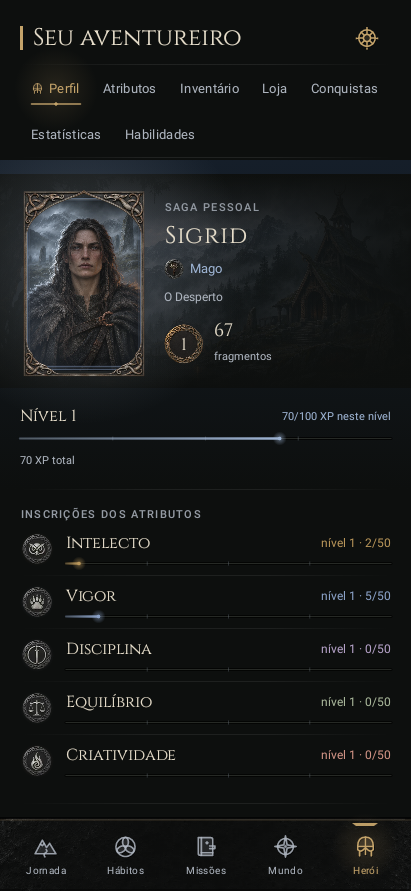 Seu aventureiro
Perfil Atributos Inventário Loja Conquistas
Estatísticas Habilidades
SAGA PESSOAL
Sigrid
Mago
O Desperto
1
67
fragmentos
Nível 1 70/100 XP neste nível
70 XP total
INSCRIÇÕES DOS ATRIBUTOS
Intelecto nível 1 · 2/50
Vigor nível 1 · 5/50
Disciplina nível 1 · 0/50
Equilíbrio nível 1 · 0/50
Criatividade nível 1 · 0/50
Jornada Hábitos Missões Mundo Herói